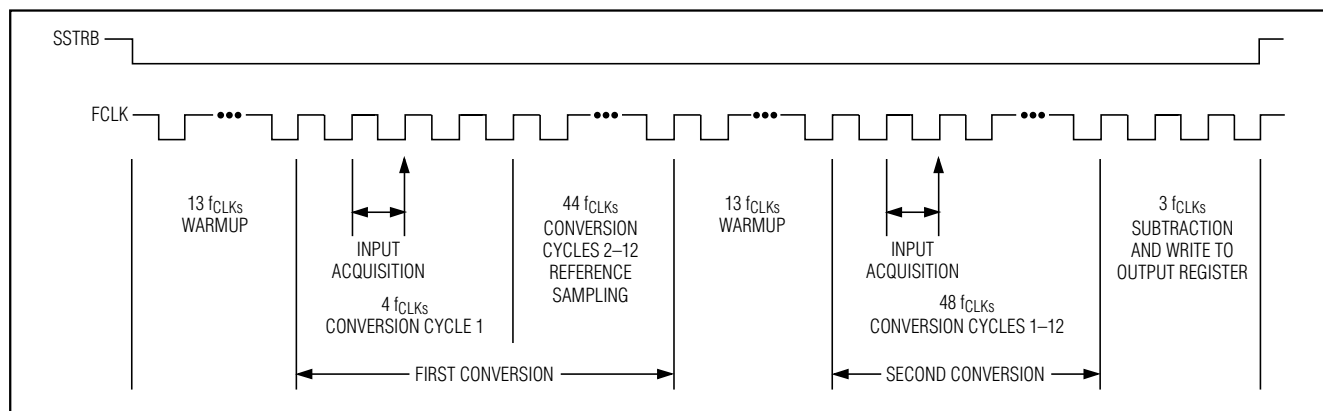 SSTRB
FCLK
•••
•••
•••
•••
13 fCLKs
WARMUP
INPUT
ACQUISITION
4 fCLKs
CONVERSION CYCLE 1
44 fCLKs
CONVERSION
CYCLES 2–12
REFERENCE
SAMPLING
13 fCLKs
WARMUP
INPUT
ACQUISITION
48 fCLKs
CONVERSION CYCLES 1–12
3 fCLKs
SUBTRACTION
AND WRITE TO
OUTPUT REGISTER
FIRST CONVERSION
SECOND CONVERSION